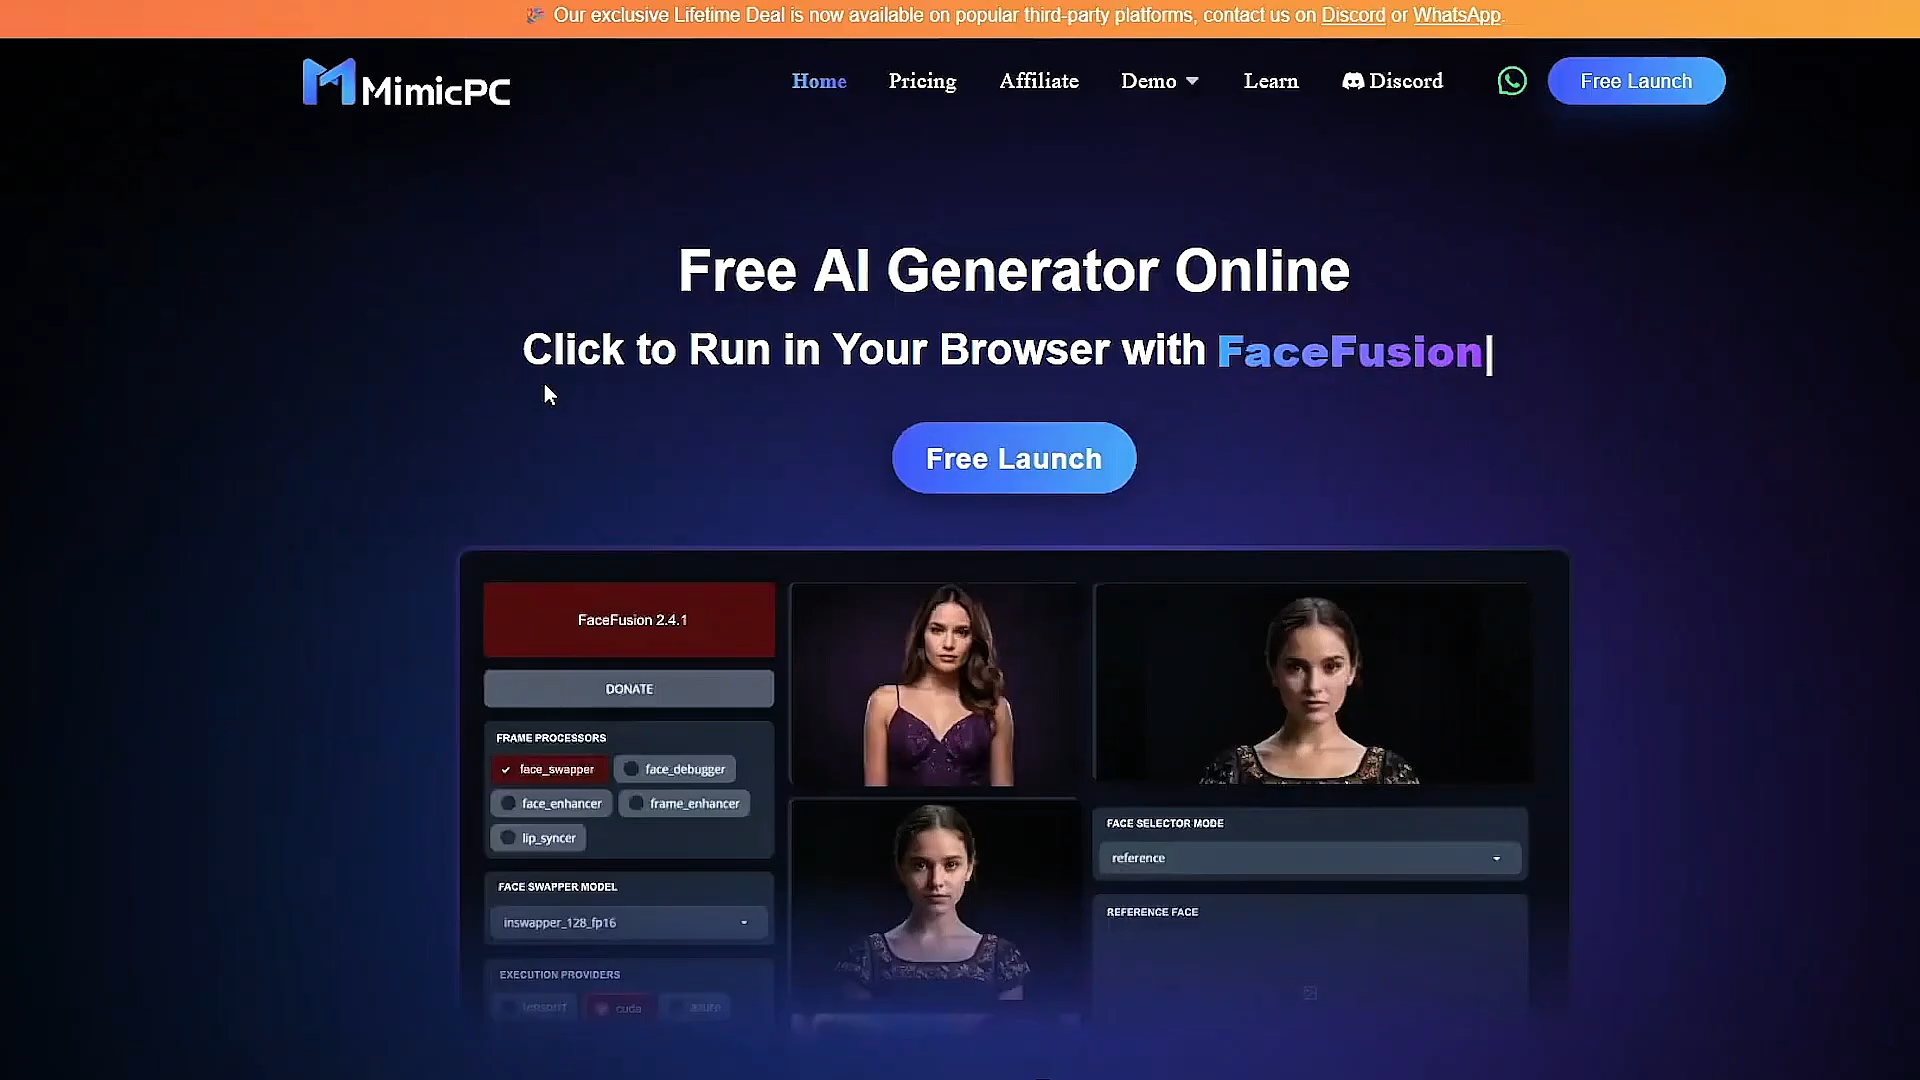 Our exclusive Lifetime Deal is now available on popular third-party platforms, contact us on Discord or WhatsApp.
MimicPC
Home Pricing Affiliate Demo Learn Discord Free Launch
Free AI Generator Online
Click to Run in Your Browser with FaceFusion|
Free Launch
FaceFusion 2.4.1
DONATE
FRAME PROCESSORS
face_swapper face_debugger
face_enhancer frame_enhancer
lip_syncer
FACE SWAPPER MODEL
inswapper_128_fp16
EXECUTION PROVIDERS
tensorrt cuda azure
FACE SELECTOR MODE
reference
REFERENCE FACE